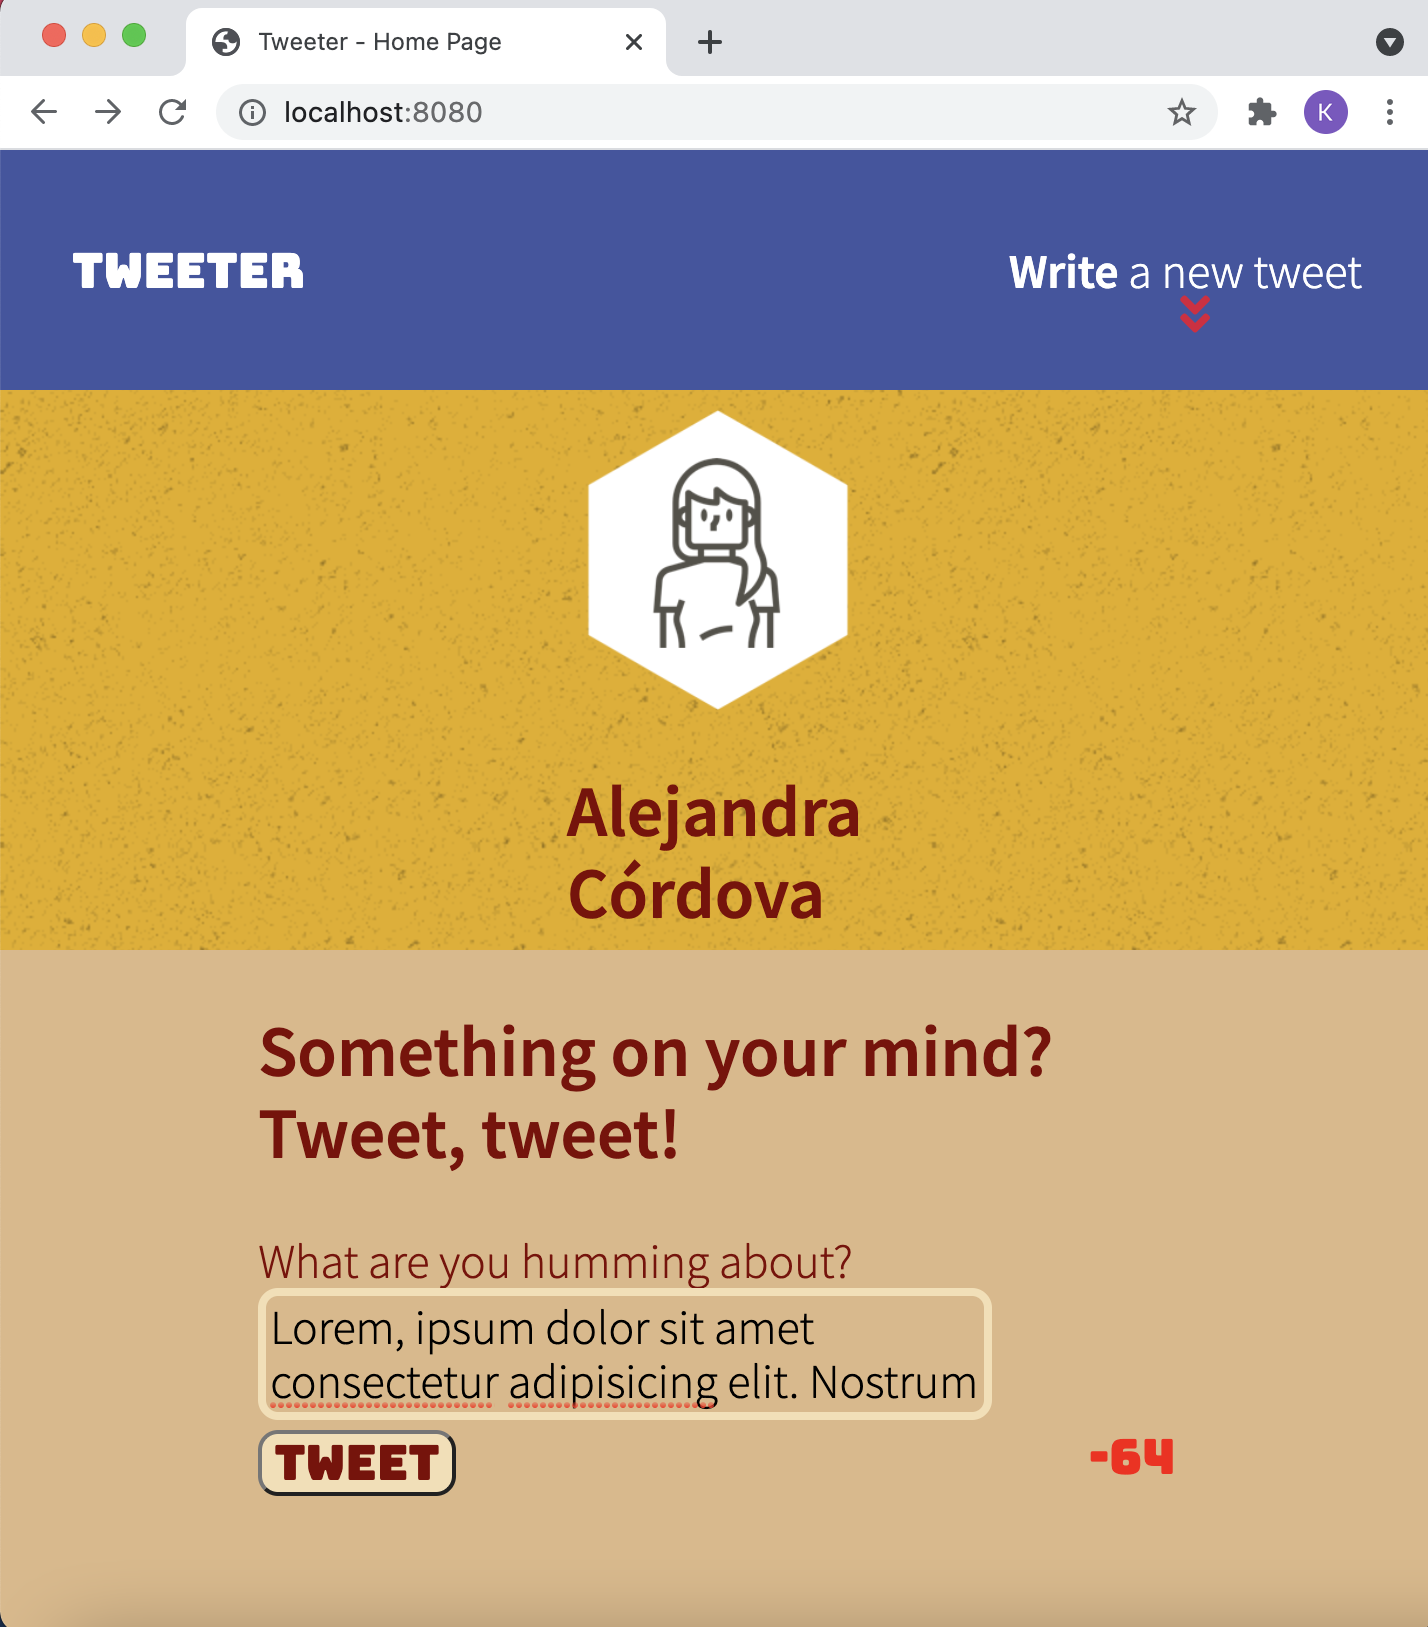 Tweeter - Home Page
localhost:8080
K
TWEETER
Write a new tweet
Alejandra
Córdova
Something on your mind?
Tweet, tweet!
What are you humming about?
Lorem, ipsum dolor sit amet
consectetur adipisicing elit. Nostrum
TWEET
-64